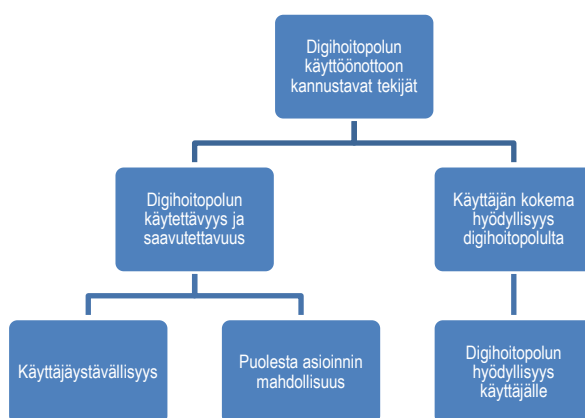 Digihoitopolun
käyttöönottoon
kannustavat tekijät
Digihoitopolun
käytettävyys ja
saavutettavuus
Käyttäjän kokema
hyödyllisyys
digihoitopolulta
Käyttäjäystävällisyys
Puolesta asioinnin
mahdollisuus
Digihoitopolun
hyödyllisyys
käyttäjälle